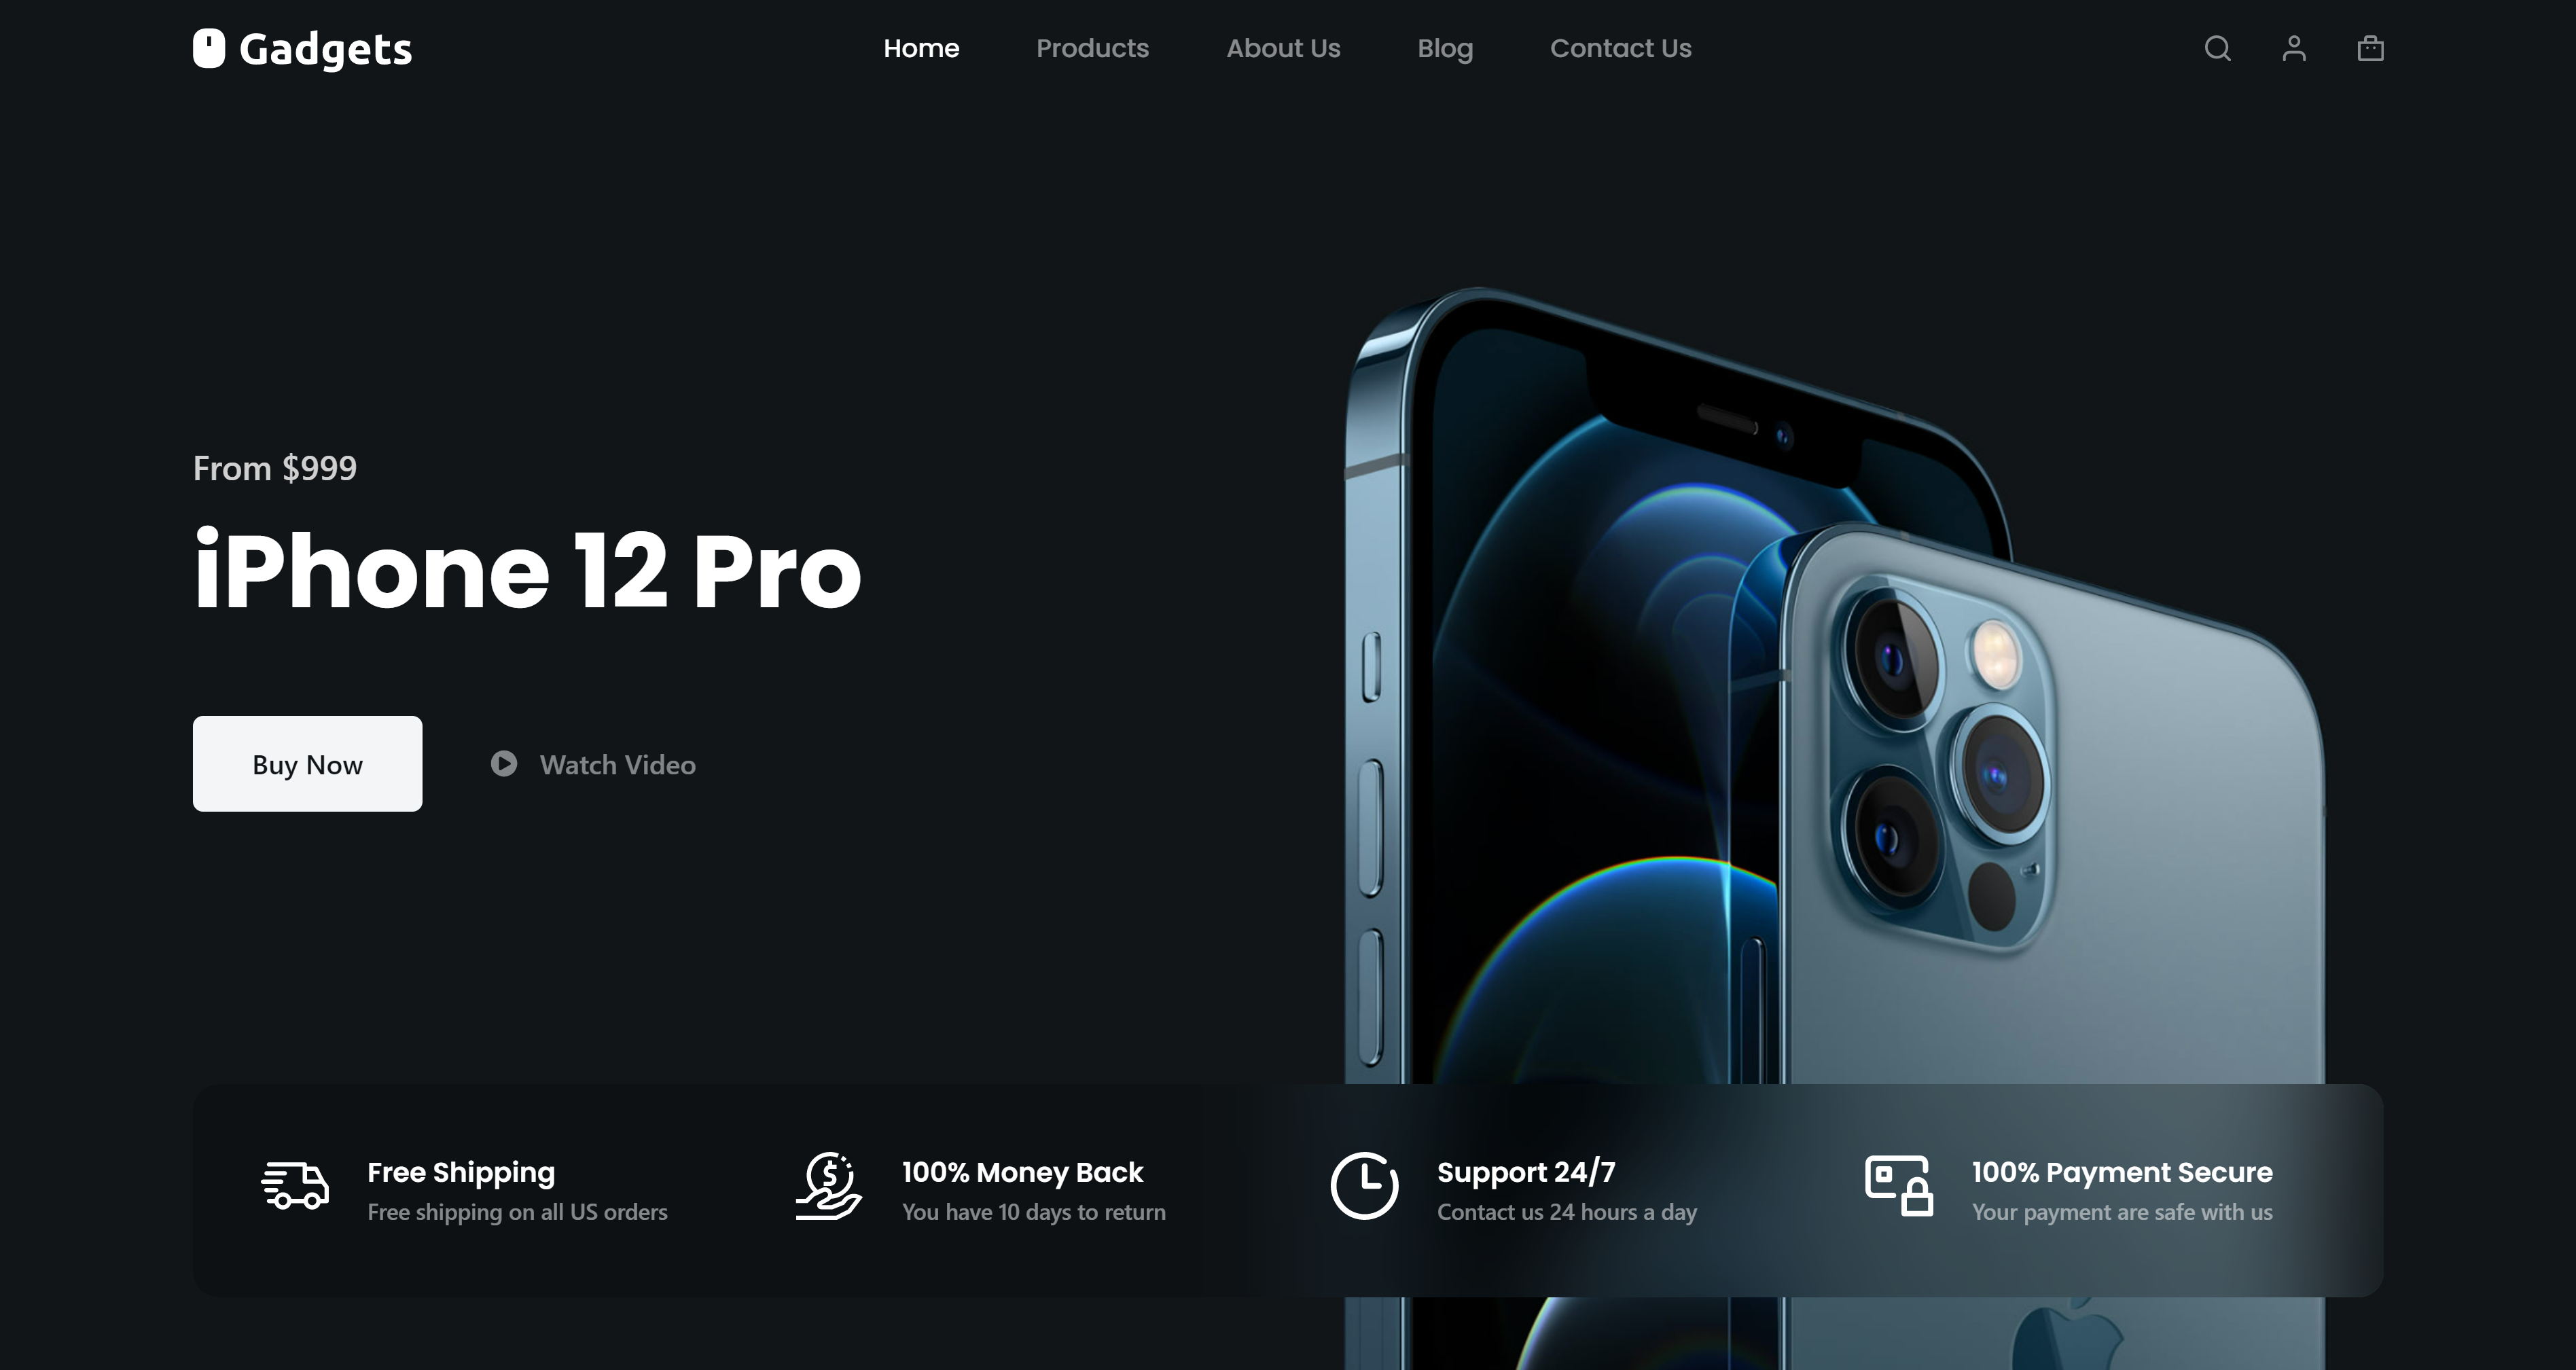 Gadgets
Home
Products
About Us
Blog
Contact Us
From $999
iPhone 12 Pro
Buy Now
Watch Video
Free Shipping
Free shipping on all US orders
100% Money Back
You have 10 days to return
Support 24/7
Contact us 24 hours a day
100% Payment Secure
Your payment are safe with us